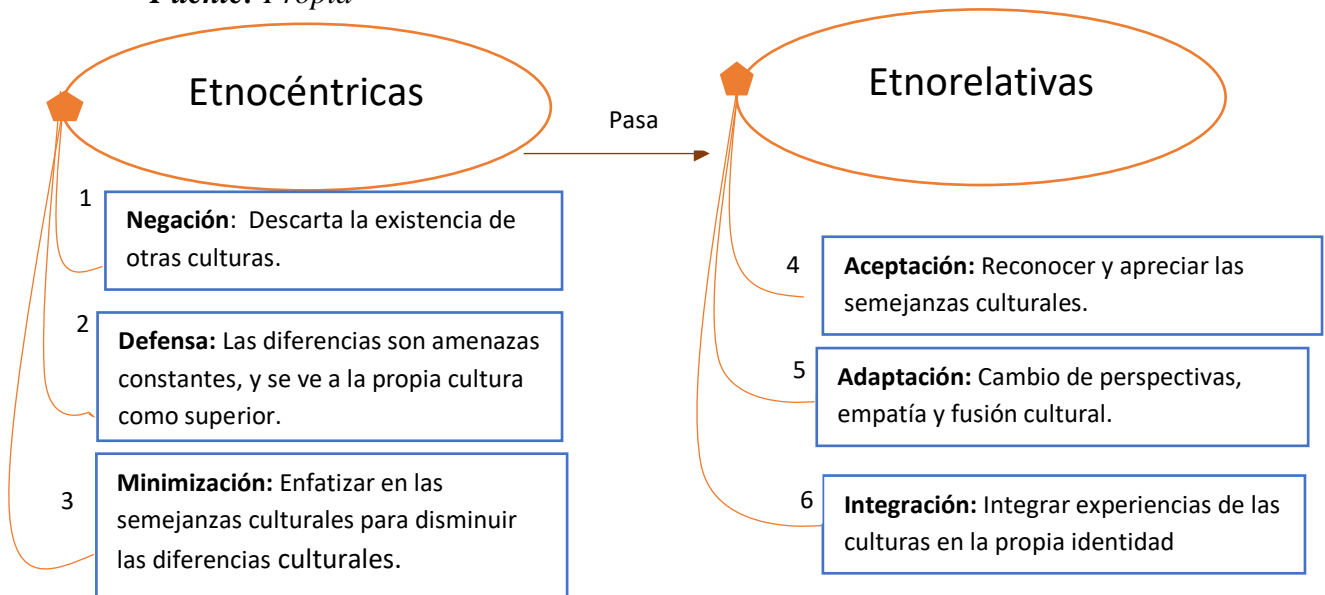 Fuente: Propia
Etnocéntricas
Pasa
Etnorelativas
1
Negación: Descarta la existencia de
otras culturas.
2
Defensa: Las diferencias son amenazas
constantes, y se ve a la propia cultura
como superior.
3
Minimización: Enfatizar en las
semejanzas culturales para disminuir
las diferencias culturales.
4
Aceptación: Reconocer y apreciar las
semejanzas culturales.
5
Adaptación: Cambio de perspectivas,
empatía y fusión cultural.
6
Integración: Integrar experiencias de las
culturas en la propia identidad